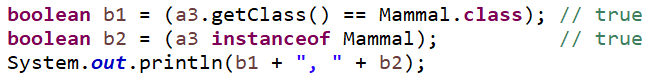 boolean b1 = (a3.getClass() == Mammal.class); // true
boolean b2 = (a3 instanceof Mammal); // true
System.out.println(b1 + ", " + b2);